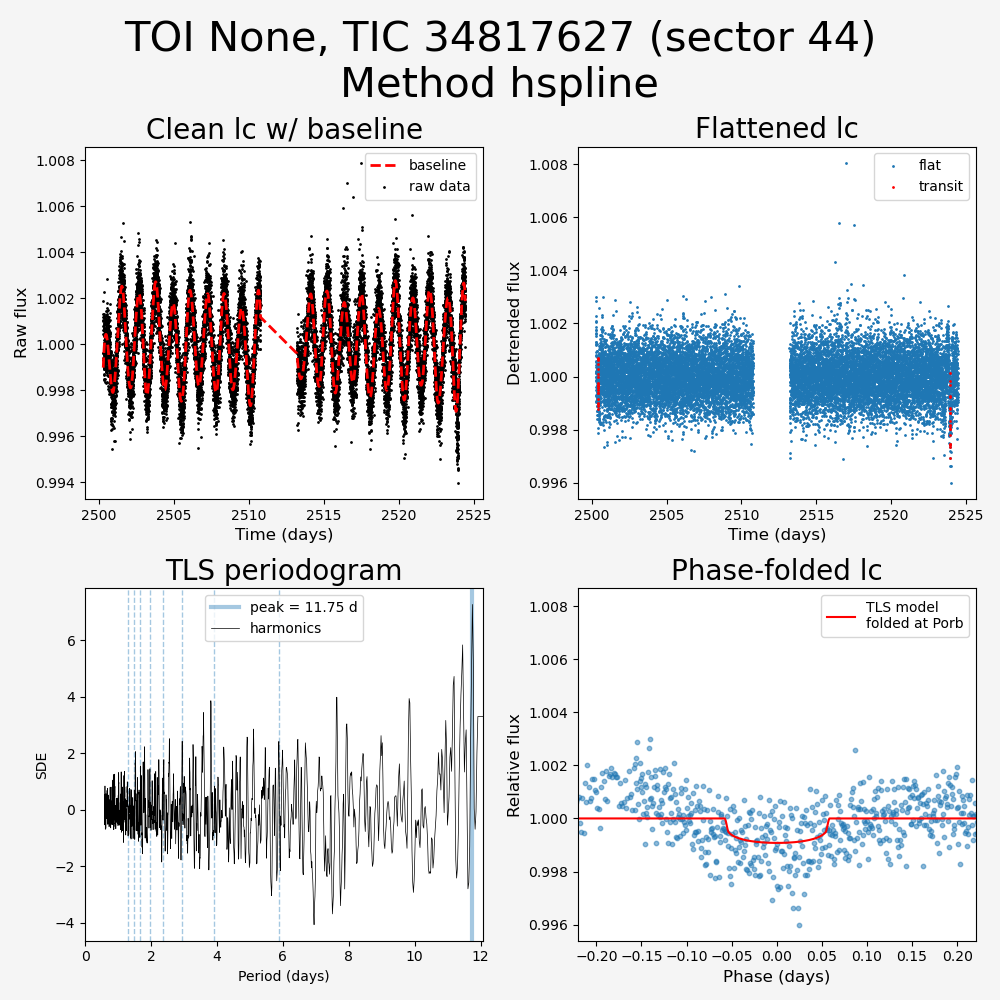 TOI None, TIC 34817627 (sector 44)
Method hspline
Clean lc w/ baseline
Flattened lc
baseline
raw data
flat
transit
1.008
1.006
1.004
1.002
1.000
0.998
0.996
0.994
Raw flux
2500
2505
2510
2515
2520
2525
Time (days)
1.008
1.006
1.004
1.002
1.000
0.998
0.996
Detrended flux
2500
2505
2510
2515
2520
2525
Time (days)
TLS periodogram
Phase-folded lc
peak = 11.75 d
harmonics
TLS model
folded at Porb
6
4
2
0
−2
−4
SDE
0
2
4
6
8
10
12
Period (days)
1.008
1.006
1.004
1.002
1.000
0.998
0.996
Relative flux
−0.20
−0.15
−0.10
−0.05
0.00
0.05
0.10
0.15
0.20
Phase (days)